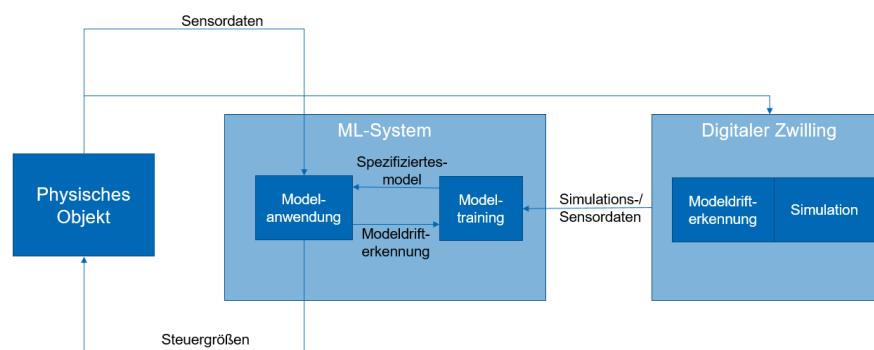 Sensordaten
ML-System
Digitaler Zwilling
Physisches
Objekt
Model-
anwendung
Spezifiziertes-
model
Modeldrift-
erkennung
Model-
training
Simulations-/
Sensordaten
Modeldrift-
erkennung
Simulation
Steuergrößen